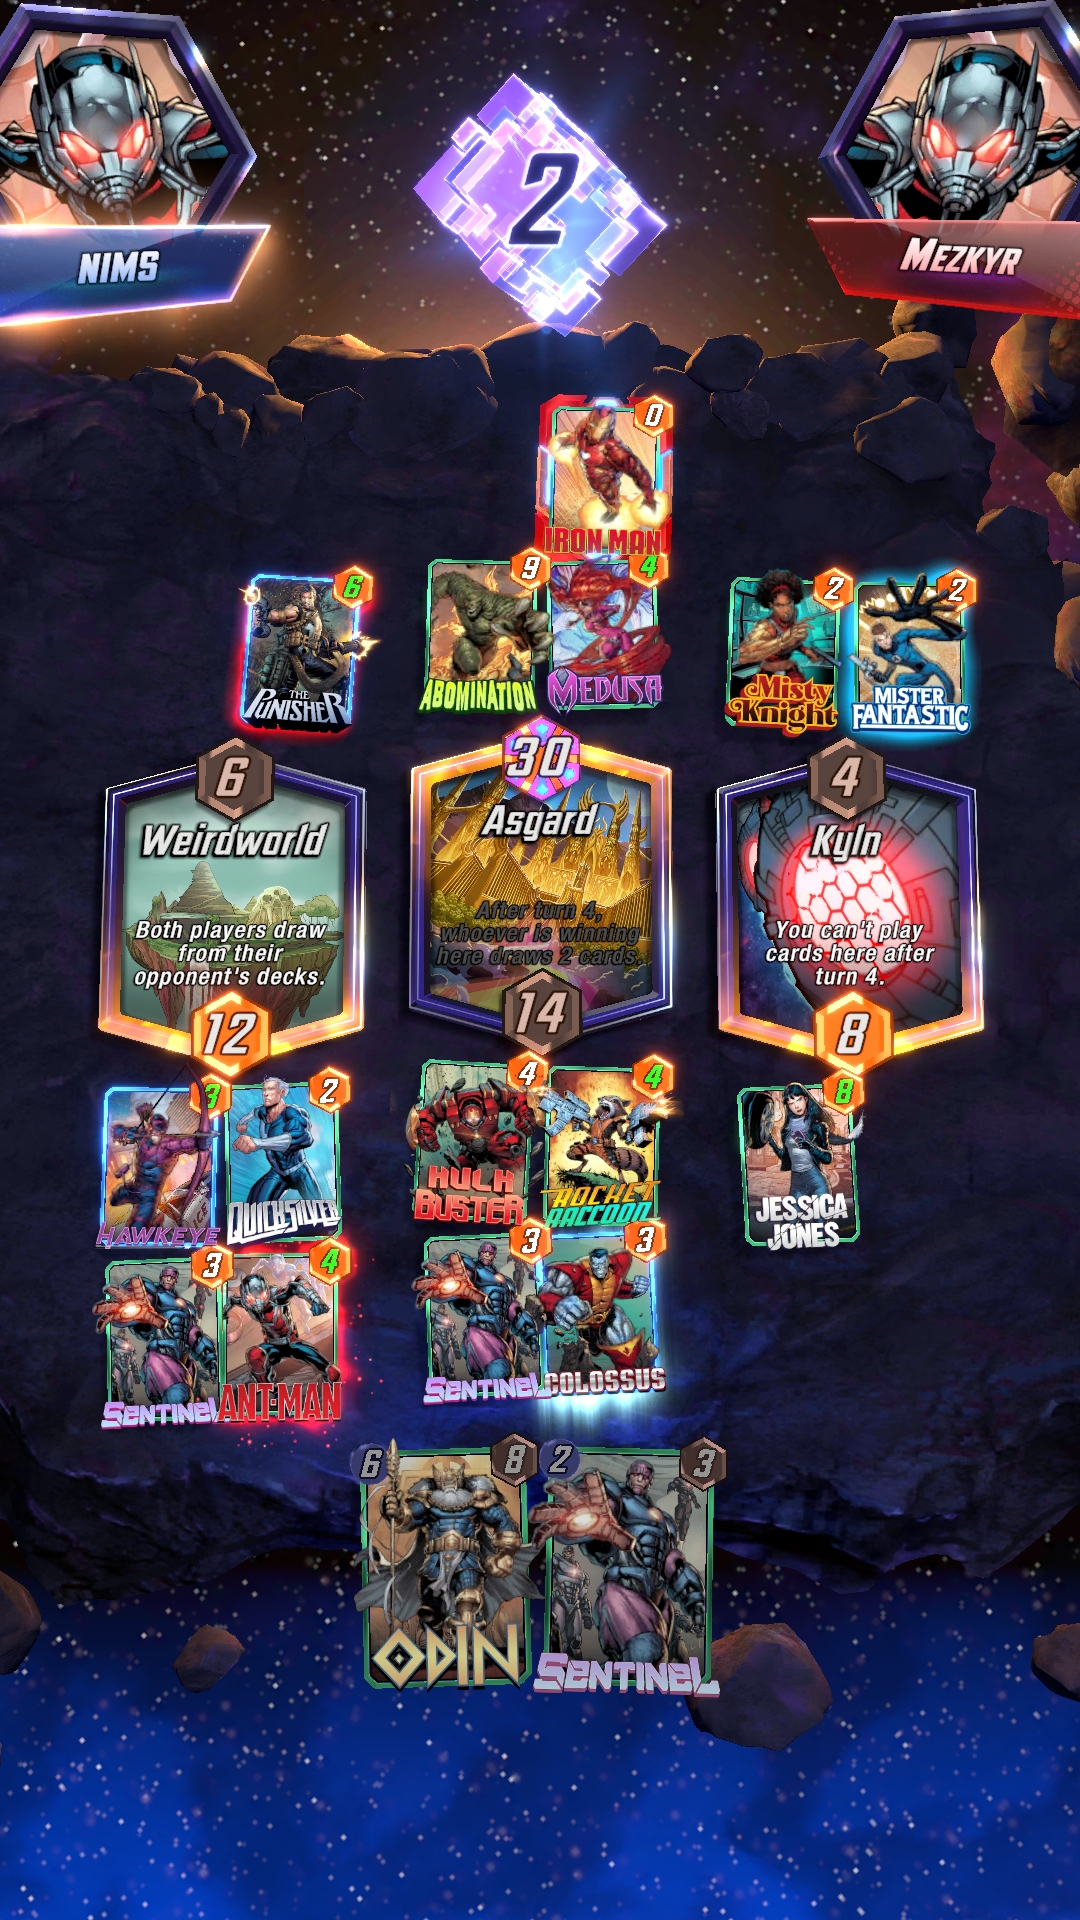 2
NIMS
MEZKYR
0
IRON MAN
6
THE
PUNISHER
9
ABOMINATION
4
MEDUSA
2
Misty
Knight
2
MISTER
FANTASTIC
6
Weirdworld
Both players draw
from their
opponent's decks.
12
30
Asgard
After turn 4,
whoever is winning
here draws 2 cards.
14
4
Kyln
You can't play
cards here after
turn 4.
8
3
HAWKEYE
2
QUICKSILVER
4
HULK
BUSTER
4
ROCKET
RACCOON
8
JESSICA
JONES
3
SENTINEL
4
ANT-MAN
3
SENTINEL
3
COLOSSUS
6
8
ODIN
2
3
SENTINEL